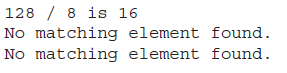 128 / 8 is 16
No matching element found.
No matching element found.